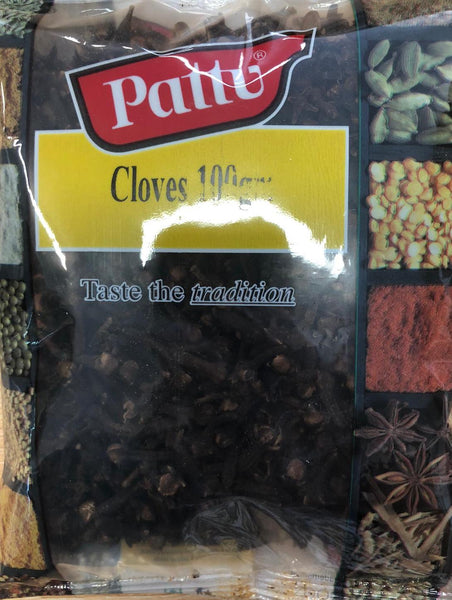 Pattu®
Cloves 100gm
Taste the tradition